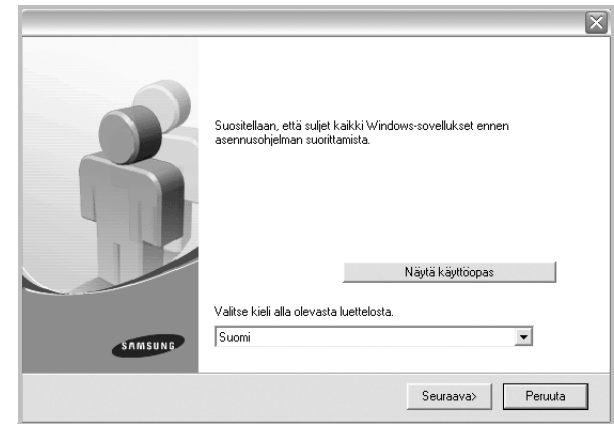 Suositellaan, että suljet kaikki Windows-sovellukset ennen
asennusohjelman suorittamista.
Näytä käyttöopas
Valitse kieli alla olevasta luettelosta.
Suomi
SAMSUNG
Seuraava>
Peruuta